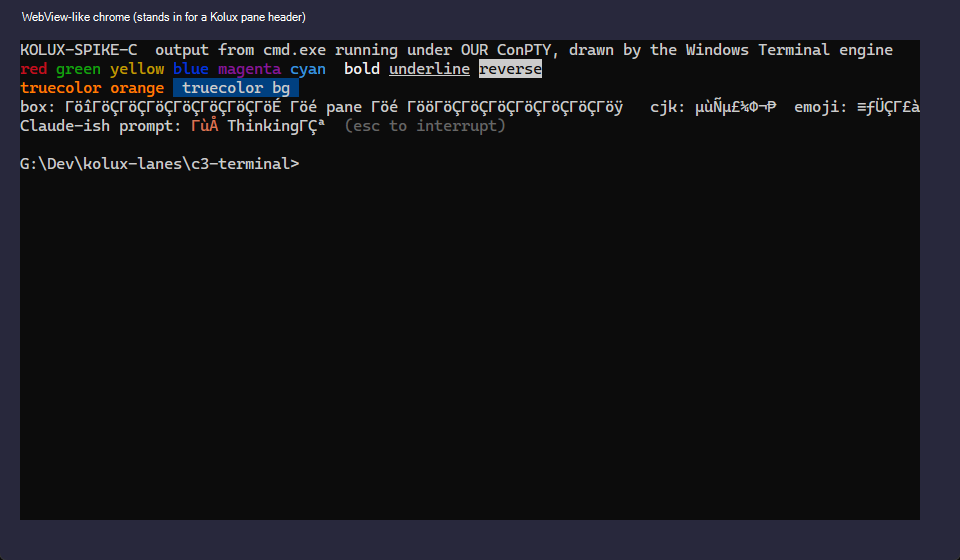 WebView-like chrome (stands in for a Kolux pane header)
KOLUX-SPIKE-C  output from cmd.exe running under OUR ConPTY, drawn by the Windows Terminal engine
red green yellow blue magenta cyan  bold underline reverse
truecolor orange  truecolor bg
box: ΓöîΓöÇΓöÇΓöÇΓöÇΓöÇΓöÇΓöÉ Γöé pane Γöé ΓööΓöÇΓöÇΓöÇΓöÇΓöÇΓöÇΓöÿ   cjk: µùÑµ£¼Φ¬₧  emoji: ≡ƒÜÇΓ£à
Claude-ish prompt: ΓùÅ ThinkingΓÇª  (esc to interrupt)
G:\Dev\kolux-lanes\c3-terminal>